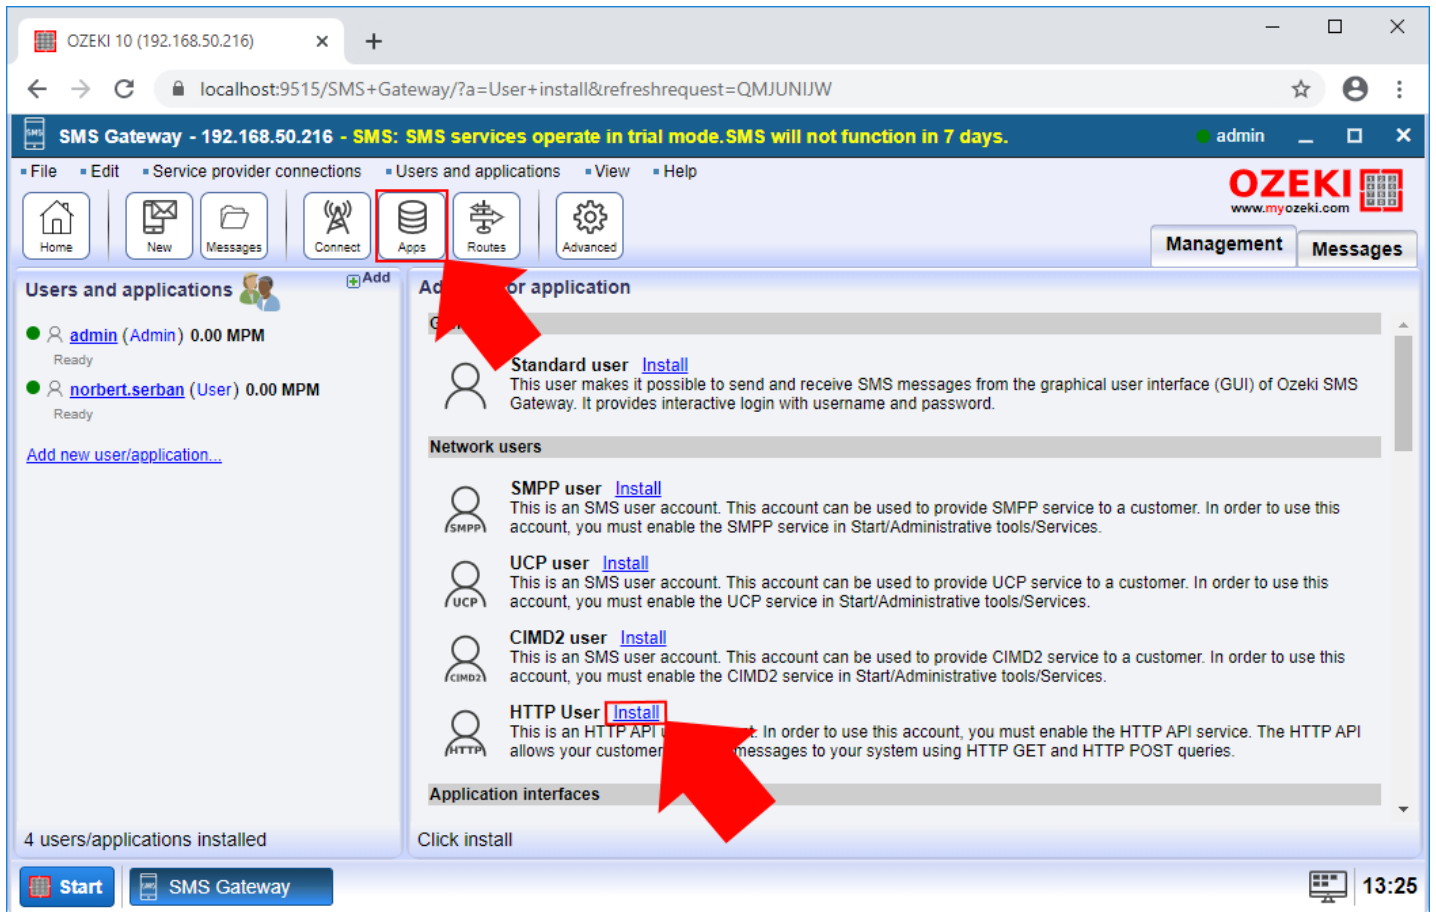 OZEKI 10 (192.168.50.216)
localhost:9515/SMS+Gateway/?a=User+install&refreshrequest=QMJUNIJW
SMS
SMS Gateway - 192.168.50.216 - SMS: SMS services operate in trial mode.SMS will not function in 7 days.
admin
File Edit Service provider connections Users and applications View Help
OZEKI
www.myozeki.com
Home New Messages Connect Apps Routes Advanced
Management Messages
Users and applications
Add
admin (Admin) 0.00 MPM
Ready
norbert.serban (User) 0.00 MPM
Ready
Add new user/application...
4 users/applications installed
or application
Standard user Install
This user makes it possible to send and receive SMS messages from the graphical user interface (GUI) of Ozeki SMS
Gateway. It provides interactive login with username and password.
Network users
SMPP user Install
SMPP
This is an SMS user account. This account can be used to provide SMPP service to a customer. In order to use this
account, you must enable the SMPP service in Start/Administrative tools/Services.
UCP user Install
UCP
This is an SMS user account. This account can be used to provide UCP service to a customer. In order to use this
account, you must enable the UCP service in Start/Administrative tools/Services.
CIMD2 user Install
CIMD2
This is an SMS user account. This account can be used to provide CIMD2 service to a customer. In order to use this
account, you must enable the CIMD2 service in Start/Administrative tools/Services.
HTTP User Install
HTTP
This is an HTTP API In order to use this account, you must enable the HTTP API service. The HTTP API
allows your customer messages to your system using HTTP GET and HTTP POST queries.
Application interfaces
Click install
Start
SMS Gateway
13:25